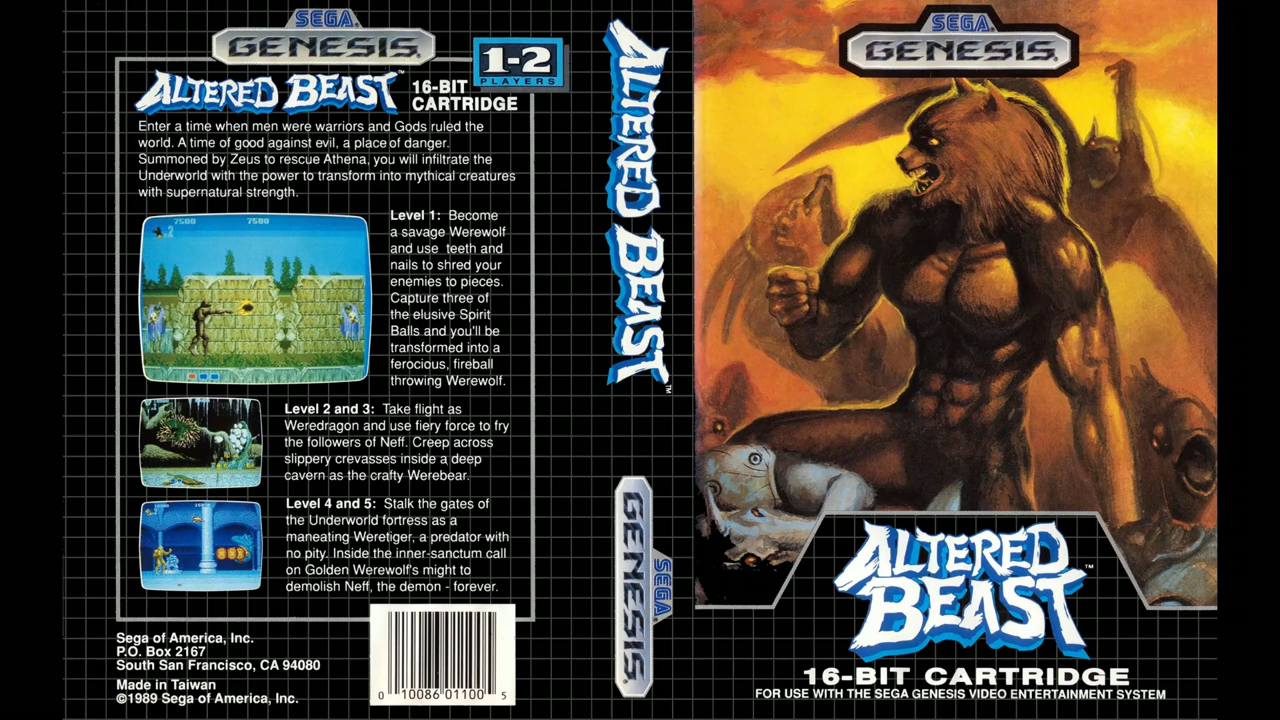 SEGA
GENESIS
ALTERED BEAST™
16-BIT
CARTRIDGE
1-2
PLAYERS
Enter a time when men were warriors and Gods ruled the
world. A time of good against evil, a place of danger.
Summoned by Zeus to rescue Athena, you will infiltrate the
Underworld with the power to transform into mythical creatures
with supernatural strength.
7500 7500
Level 1: Become
a savage Werewolf
and use teeth and
nails to shred your
enemies to pieces.
Capture three of
the elusive Spirit
Balls and you'll be
transformed into a
ferocious, fireball
throwing Werewolf.
Level 2 and 3: Take flight as
Weredragon and use fiery force to fry
the followers of Neff. Creep across
slippery crevasses inside a deep
cavern as the crafty Werebear.
Level 4 and 5: Stalk the gates of
the Underworld fortress as a
maneating Weretiger, a predator with
no pity. Inside the inner-sanctum call
on Golden Werewolf's might to
demolish Neff, the demon - forever.
Sega of America, Inc.
P.O. Box 2167
South San Francisco, CA 94080
Made in Taiwan
©1989 Sega of America, Inc.
0 10086 01100 5
ALTERED BEAST™
SEGA
GENESIS
SEGA
GENESIS
ALTERED
BEAST™
16-BIT CARTRIDGE
FOR USE WITH THE SEGA GENESIS VIDEO ENTERTAINMENT SYSTEM